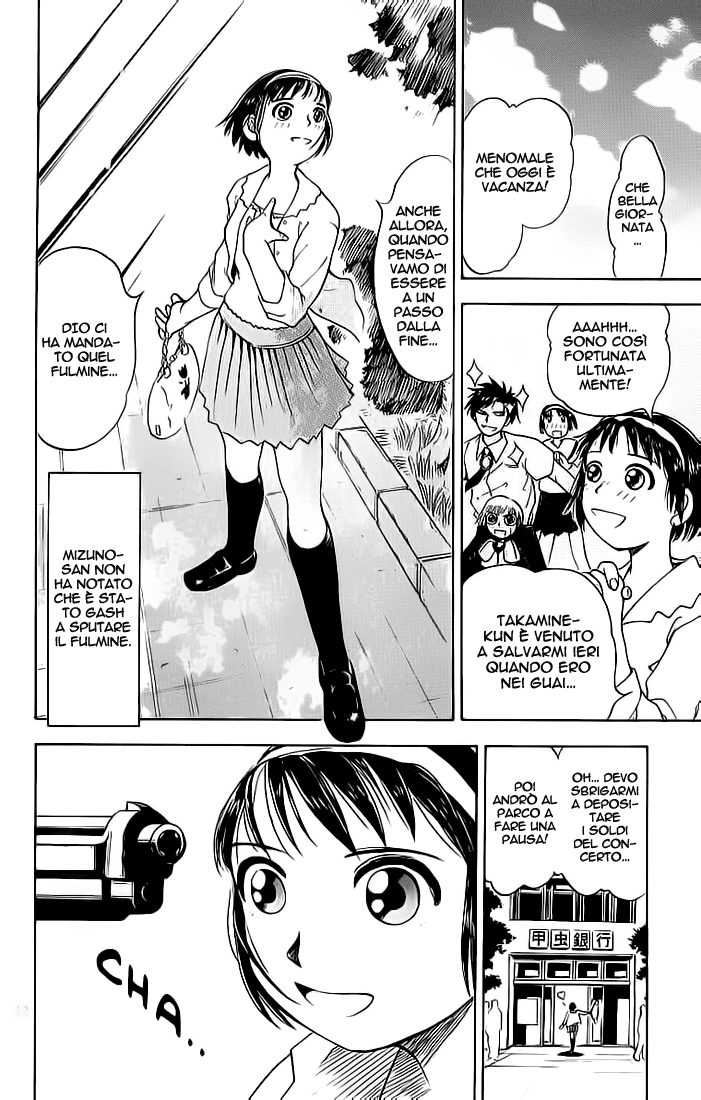 CHE
BELLA
GIOR-
NATA
...
MENOMALE
CHE OGGI È
VACANZA!
AAAHHH...
SONO COSÌ
FORTUNATA
ULTIMA-
MENTE!
TAKAMINE-
KUN È VENUTO
A SALVARMI IERI
QUANDO ERO
NEI GUAI...
ANCHE
ALLORA,
QUANDO
PENSA-
VAMO DI
ESSERE
A UN
PASSO
DALLA
FINE...
DIO CI
HA MANDA-
TO QUEL
FULMINE...
MIZUNO-
SAN NON
HA NOTATO
CHE È STA-
TO GASH
A SPUTARE
IL FULMINE.
OH... DEVO
SBRIGARMI
A DEPOSI-
TARE
I SOLDI
DEL CON-
CERTO...
POI
ANDRÒ AL
PARCO A
FARE UNA
PAUSA!
甲虫銀行
CHA..